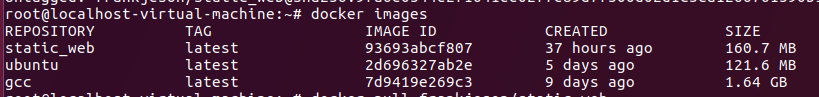 root@localhost-virtual-machine:~# docker images
REPOSITORY TAG IMAGE ID CREATED SIZE
static_web latest 93693abcf807 37 hours ago 160.7 MB
ubuntu latest 2d696327ab2e 5 days ago 121.6 MB
gcc latest 7d9419e269c3 9 days ago 1.64 GB